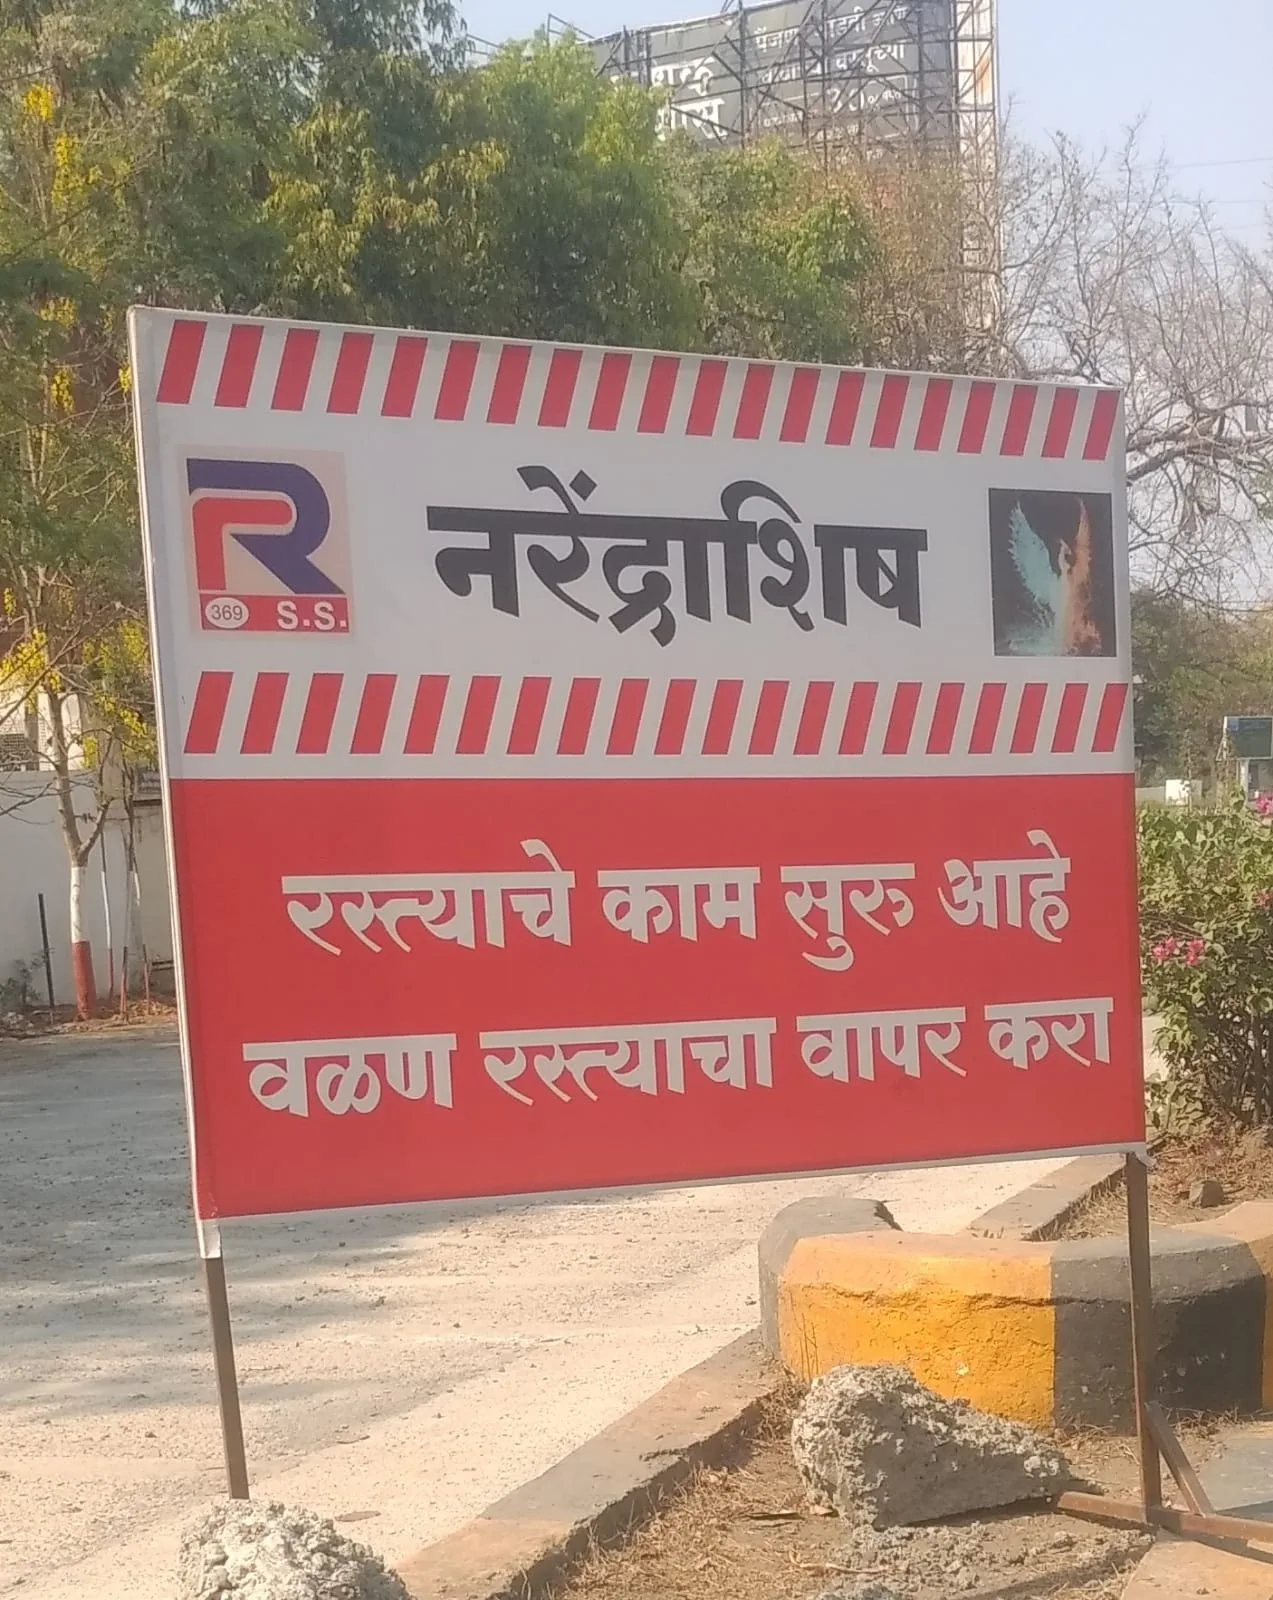 नरेंद्राशिष
369 S.S.
रस्त्याचे काम सुरु आहे
वळण रस्त्याचा वापर करा